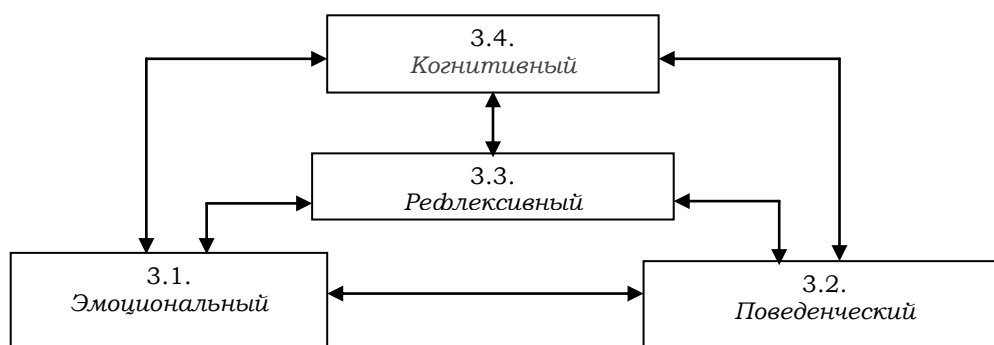 3.4.
Когнитивный
3.3.
Рефлексивный
3.1.
Эмоциональный
3.2.
Поведенческий